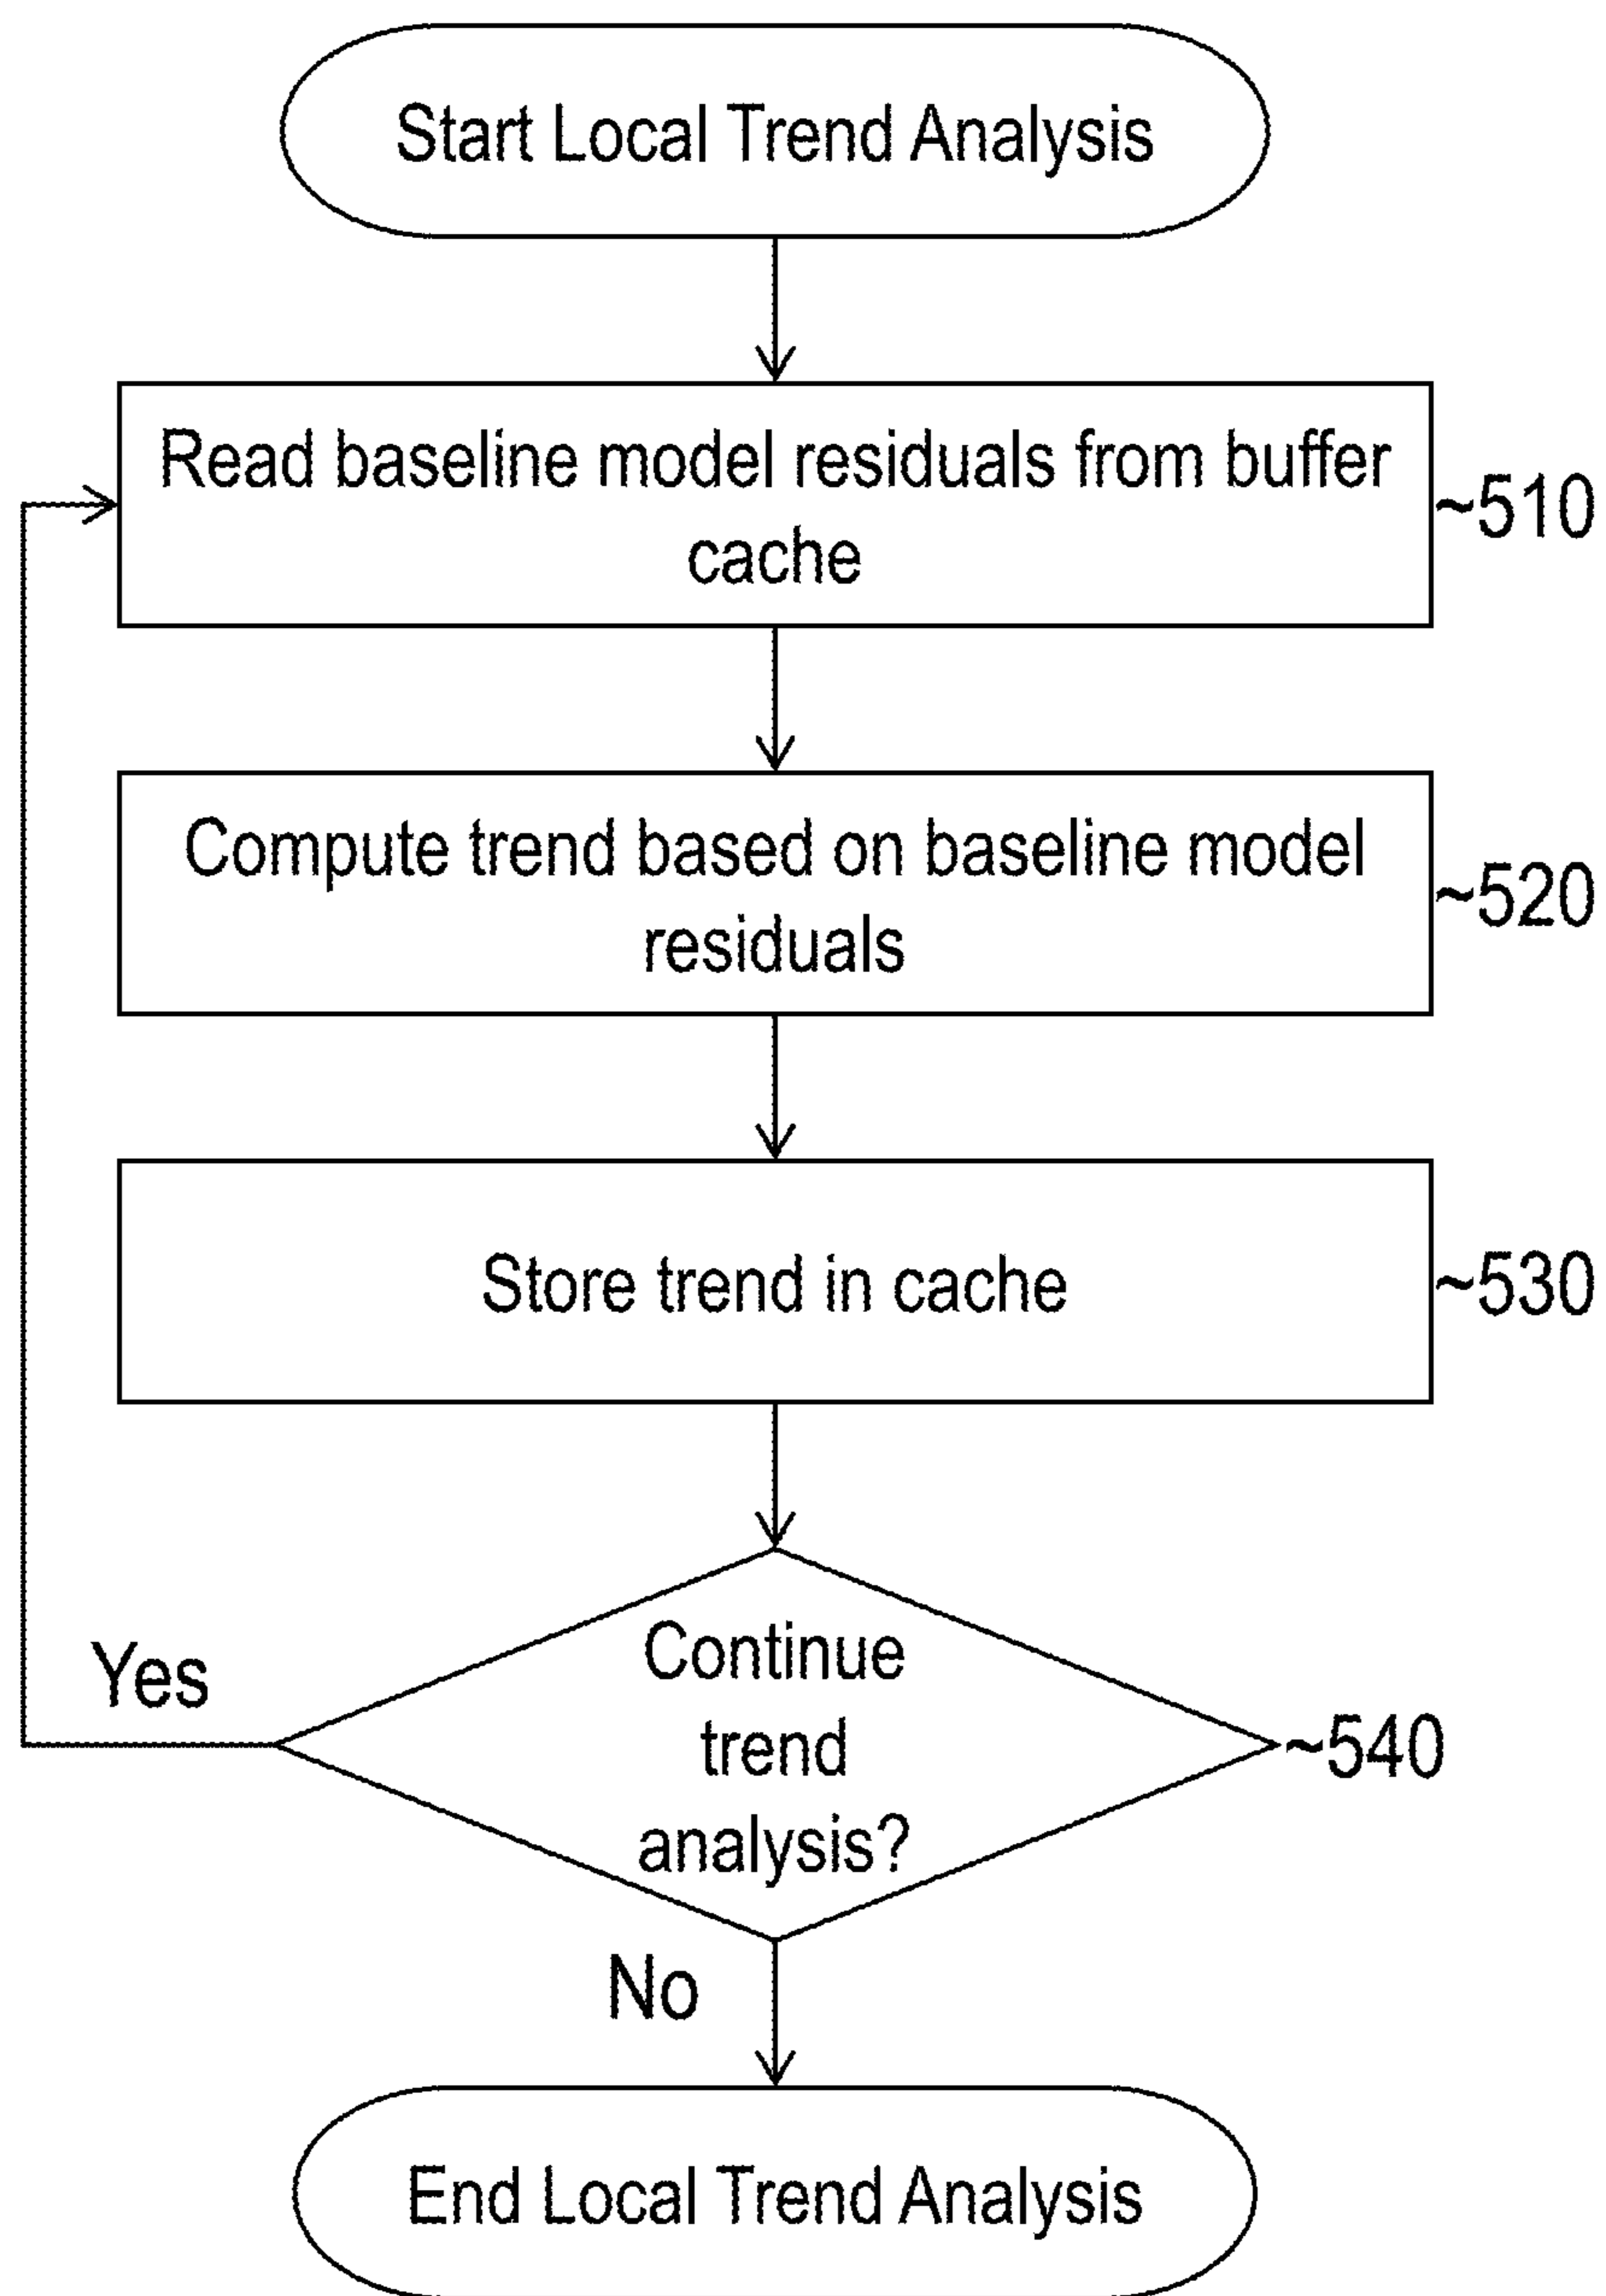 Start Local Trend Analysis
Read baseline model residuals from buffer
cache
~510
Compute trend based on baseline model
residuals
~520
Store trend in cache
~530
Continue
trend
analysis?
~540
Yes
No
End Local Trend Analysis